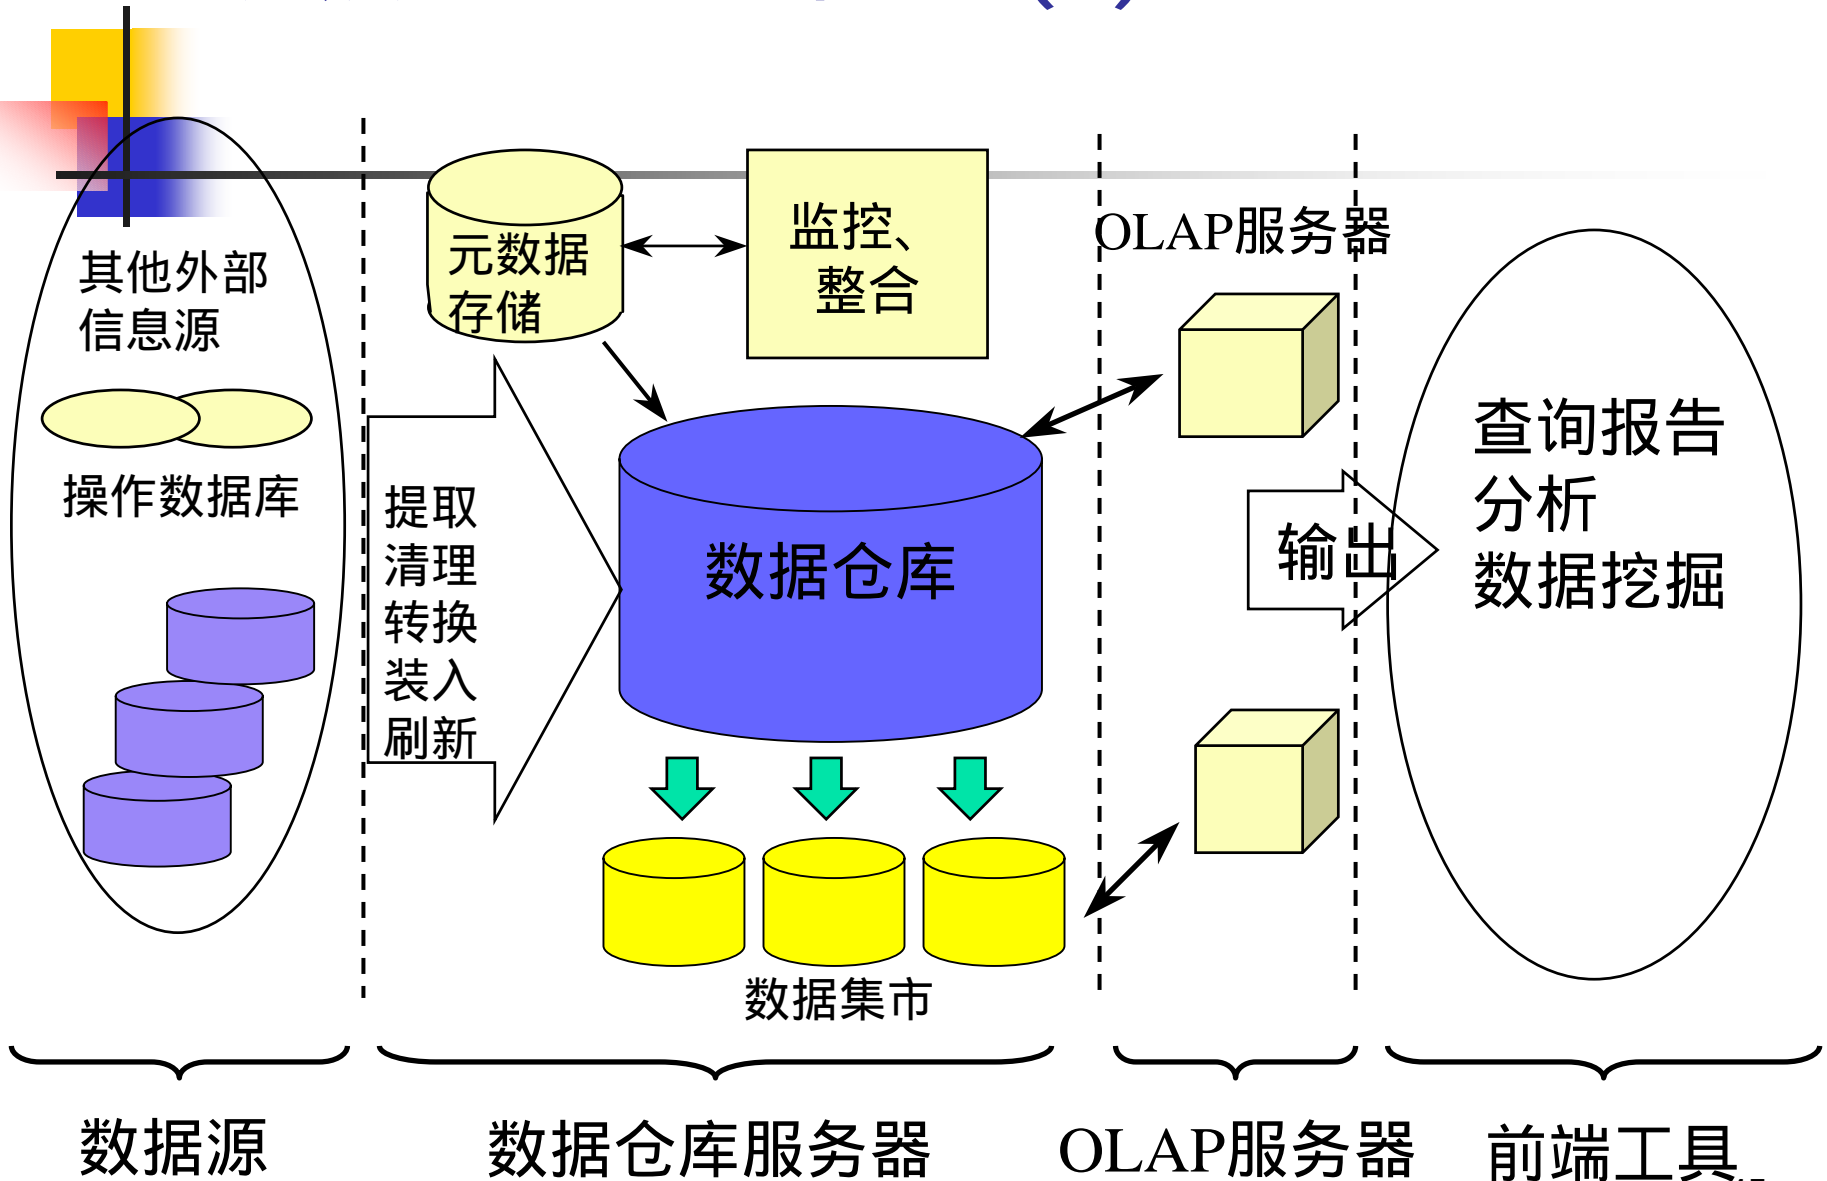 其他外部
信息源
操作数据库
元数据
存储
监控、
整合
提取
清理
转换
装入
刷新
数据仓库
数据集市
OLAP服务器
输出
查询报告
分析
数据挖掘
数据源
数据仓库服务器
OLAP服务器
前端工具